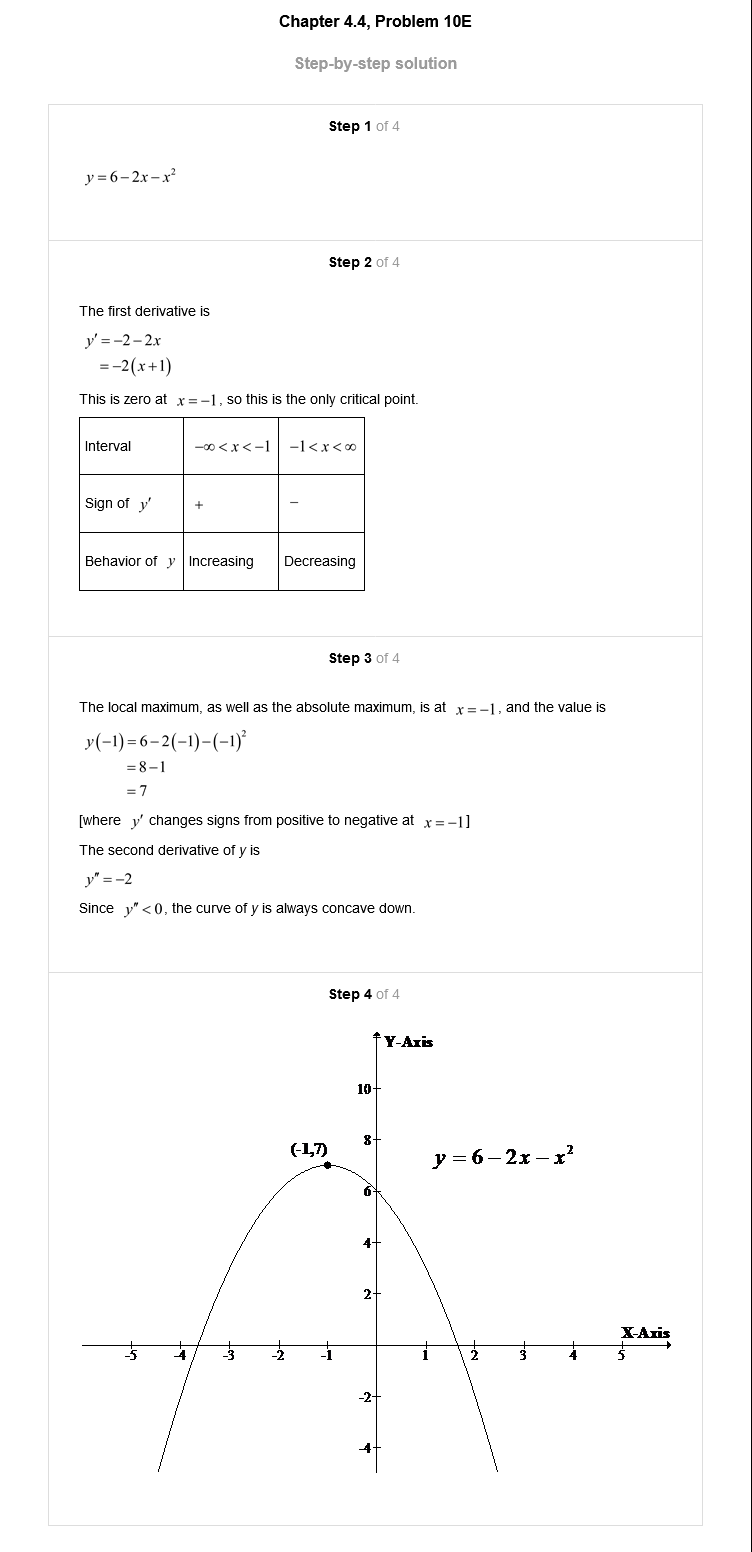 Chapter 4.4, Problem 10E
Step-by-step solution
Step 1 of 4
y = 6 − 2x − x²
Step 2 of 4
The first derivative is
y′ = −2 − 2x
= −2(x+1)
This is zero at x = −1, so this is the only critical point.
Interval −∞ < x < −1 −1 < x < ∞
Sign of y′ + −
Behavior of y Increasing Decreasing
Step 3 of 4
The local maximum, as well as the absolute maximum, is at x = −1, and the value is
y(−1) = 6 − 2(−1) − (−1)²
= 8 − 1
= 7
[where y′ changes signs from positive to negative at x = −1]
The second derivative of y is
y″ = −2
Since y″ < 0, the curve of y is always concave down.
Step 4 of 4
Y-Axis
10
8
(-1,7)
y = 6 − 2x − x²
6
4
2
X-Axis
-5 -4 -3 -2 -1 1 2 3 4 5
-2
-4